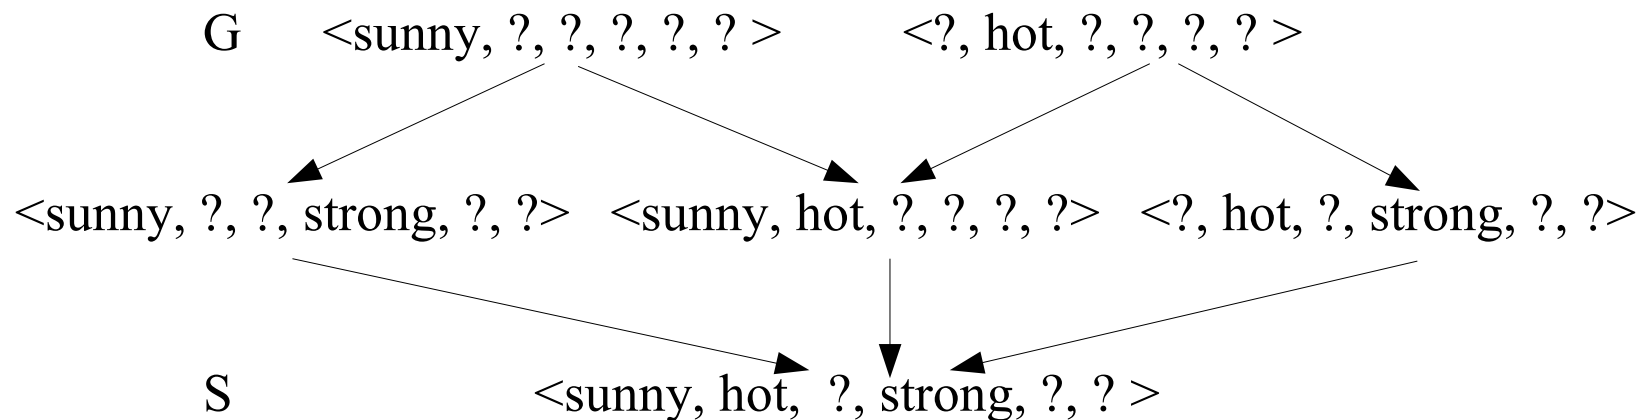 G <sunny, ?, ?, ?, ?, ? > <?, hot, ?, ?, ?, ? >
<sunny, ?, ?, strong, ?, ?> <sunny, hot, ?, ?, ?, ?> <?, hot, ?, strong, ?, ?>
S <sunny, hot, ?, strong, ?, ? >